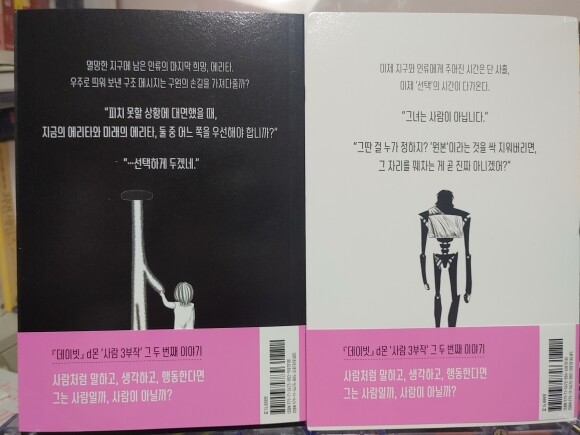 멸망한 지구에 남은 인류의 마지막 희망, 에리타.
우주로 띄워 보낸 구조 메시지는 구원의 손길을 가져다줄까?
"피치 못할 상황에 대면했을 때,
지금의 에리타와 미래의 에리타, 둘 중 어느 쪽을 우선해야 합니까?"
"…선택하게 두겠네."
『데이빗』 d몬 '사람 3부작' 그 두 번째 이야기
사람처럼 말하고, 생각하고, 행동한다면
그는 사람일까, 사람이 아닐까?
이제 지구와 인류에게 주어진 시간은 단 사흘,
이제 '선택'의 시간이 다가온다.
"그녀는 사람이 아닙니다."
"그딴 걸 누가 정하지? '원본'이라는 것을 싹 지워버리면,
그 자리를 꿰차는 게 곧 진짜 아니겠어?"
『데이빗』 d몬 '사람 3부작' 그 두 번째 이야기
사람처럼 말하고, 생각하고, 행동한다면
그는 사람일까, 사람이 아닐까?